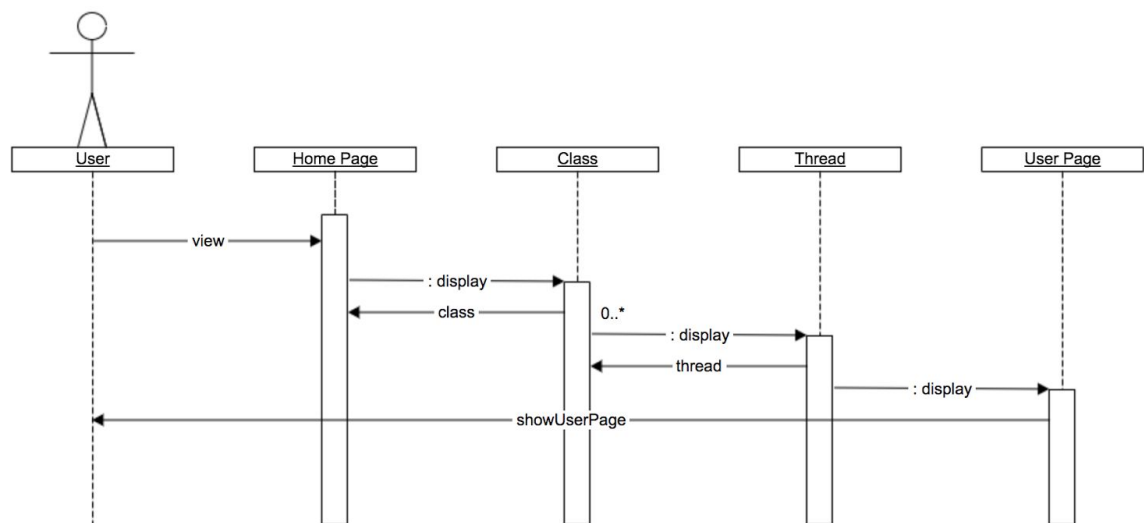 User
Home Page
Class
Thread
User Page
view
: display
class
0..*
: display
thread
: display
showUserPage